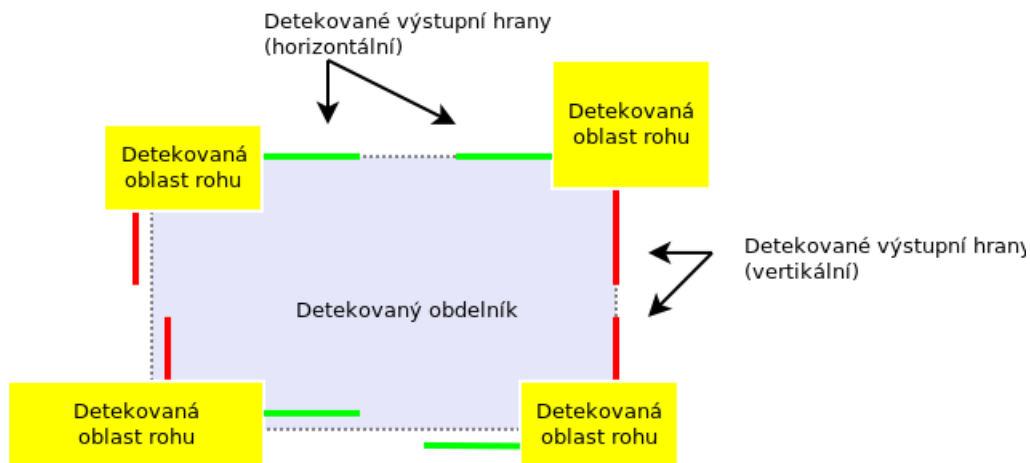 Detekované výstupní hrany
(horizontální)
Detekovaná
oblast rohu
Detekovaná
oblast rohu
Detekované výstupní hrany
(vertikální)
Detekovaný obdelník
Detekovaná
oblast rohu
Detekovaná
oblast rohu